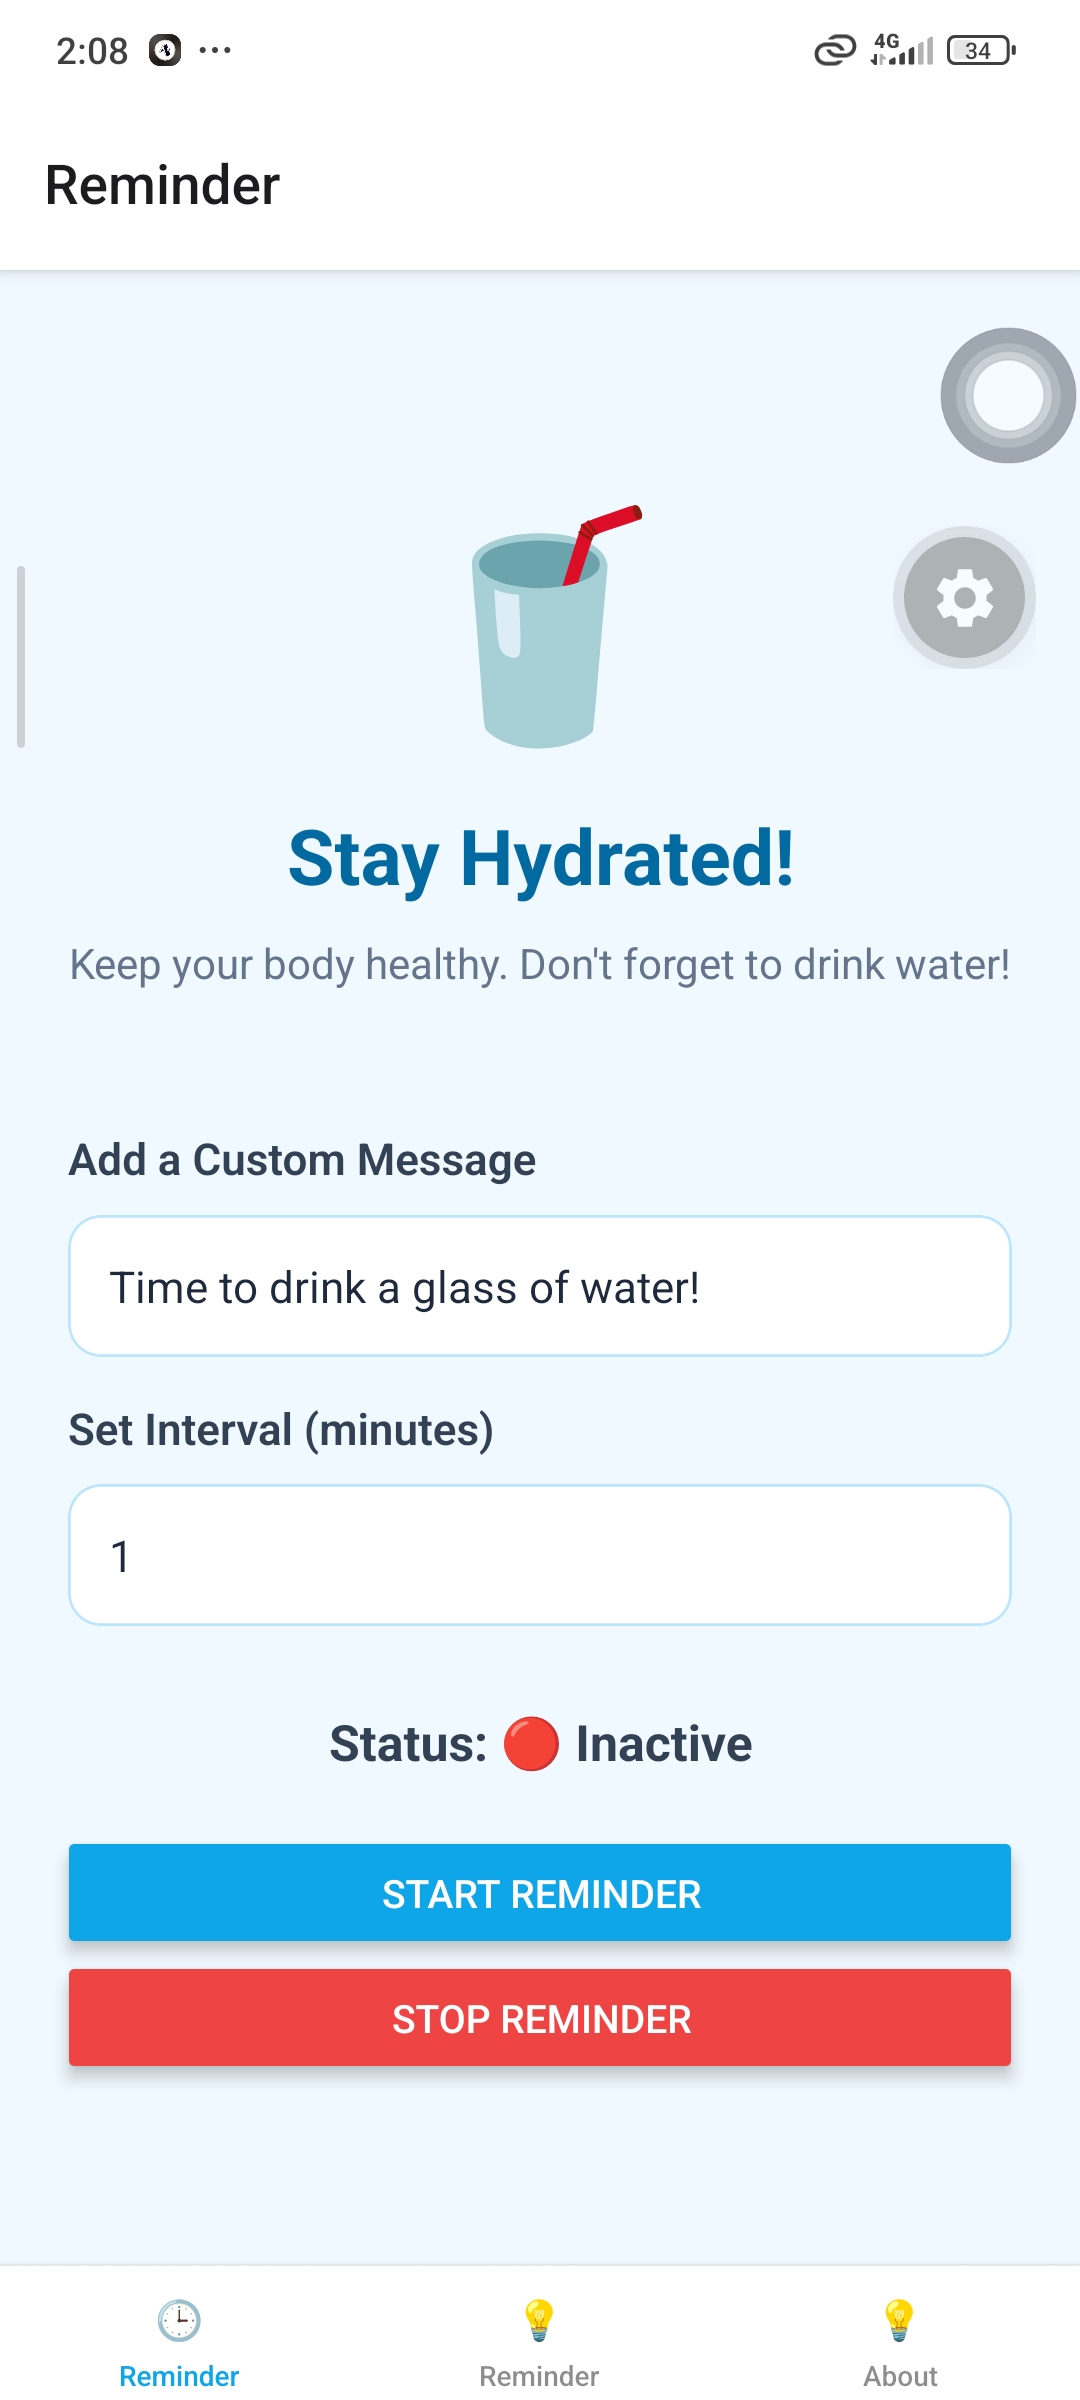 2:08
4G
34
Reminder
Stay Hydrated!
Keep your body healthy. Don't forget to drink water!
Add a Custom Message
Time to drink a glass of water!
Set Interval (minutes)
1
Status: 🔴 Inactive
START REMINDER
STOP REMINDER
Reminder
Reminder
About